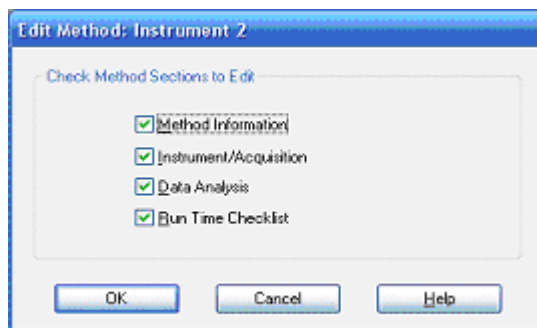 Edit Method: Instrument 2
Check Method Sections to Edit
Method Information
Instrument/Acquisition
Data Analysis
Run Time Checklist
OK Cancel Help